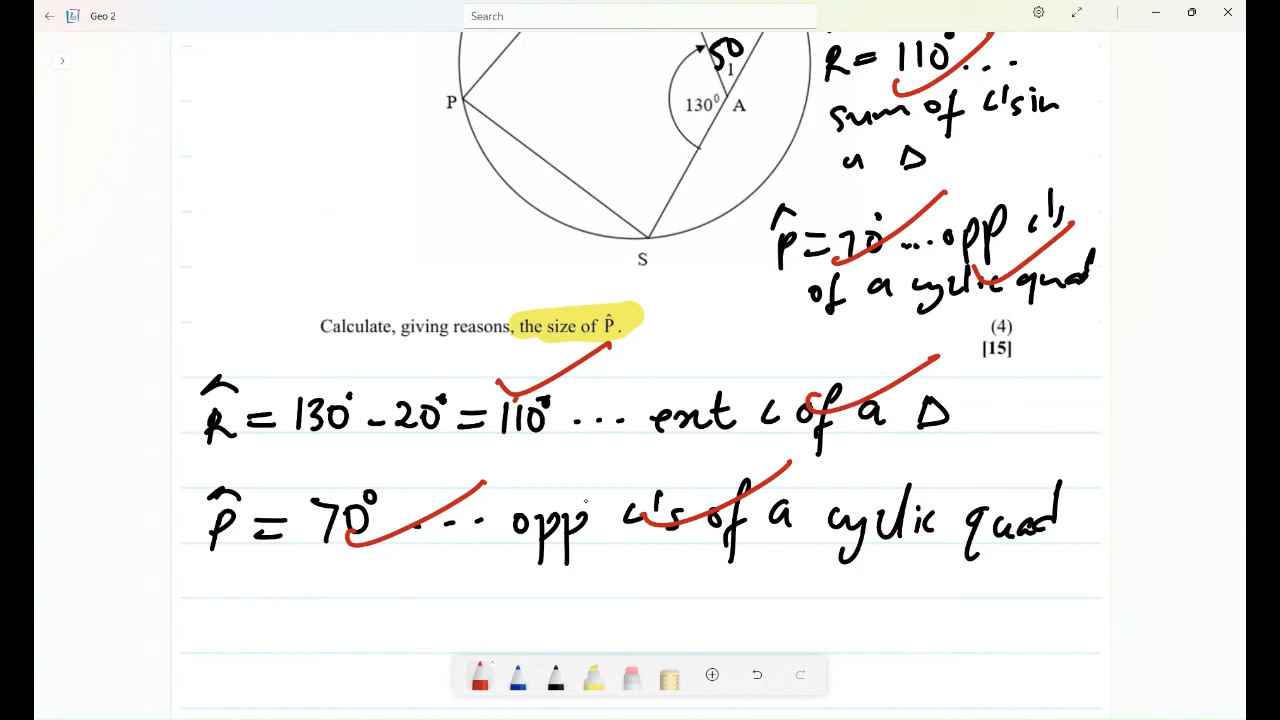 Geo 2
Search
50
1
R = 110° ...
sum of ∠'s in
a Δ
P
130⁰
A
P̂ = 70° ... opp ∠'s
of a cyclic quad
S
Calculate, giving reasons, the size of P̂ .
(4)
[15]
R̂ = 130° - 20° = 110° ... ext ∠ of a Δ
P̂ = 70° ... opp ∠'s of a cyclic quad